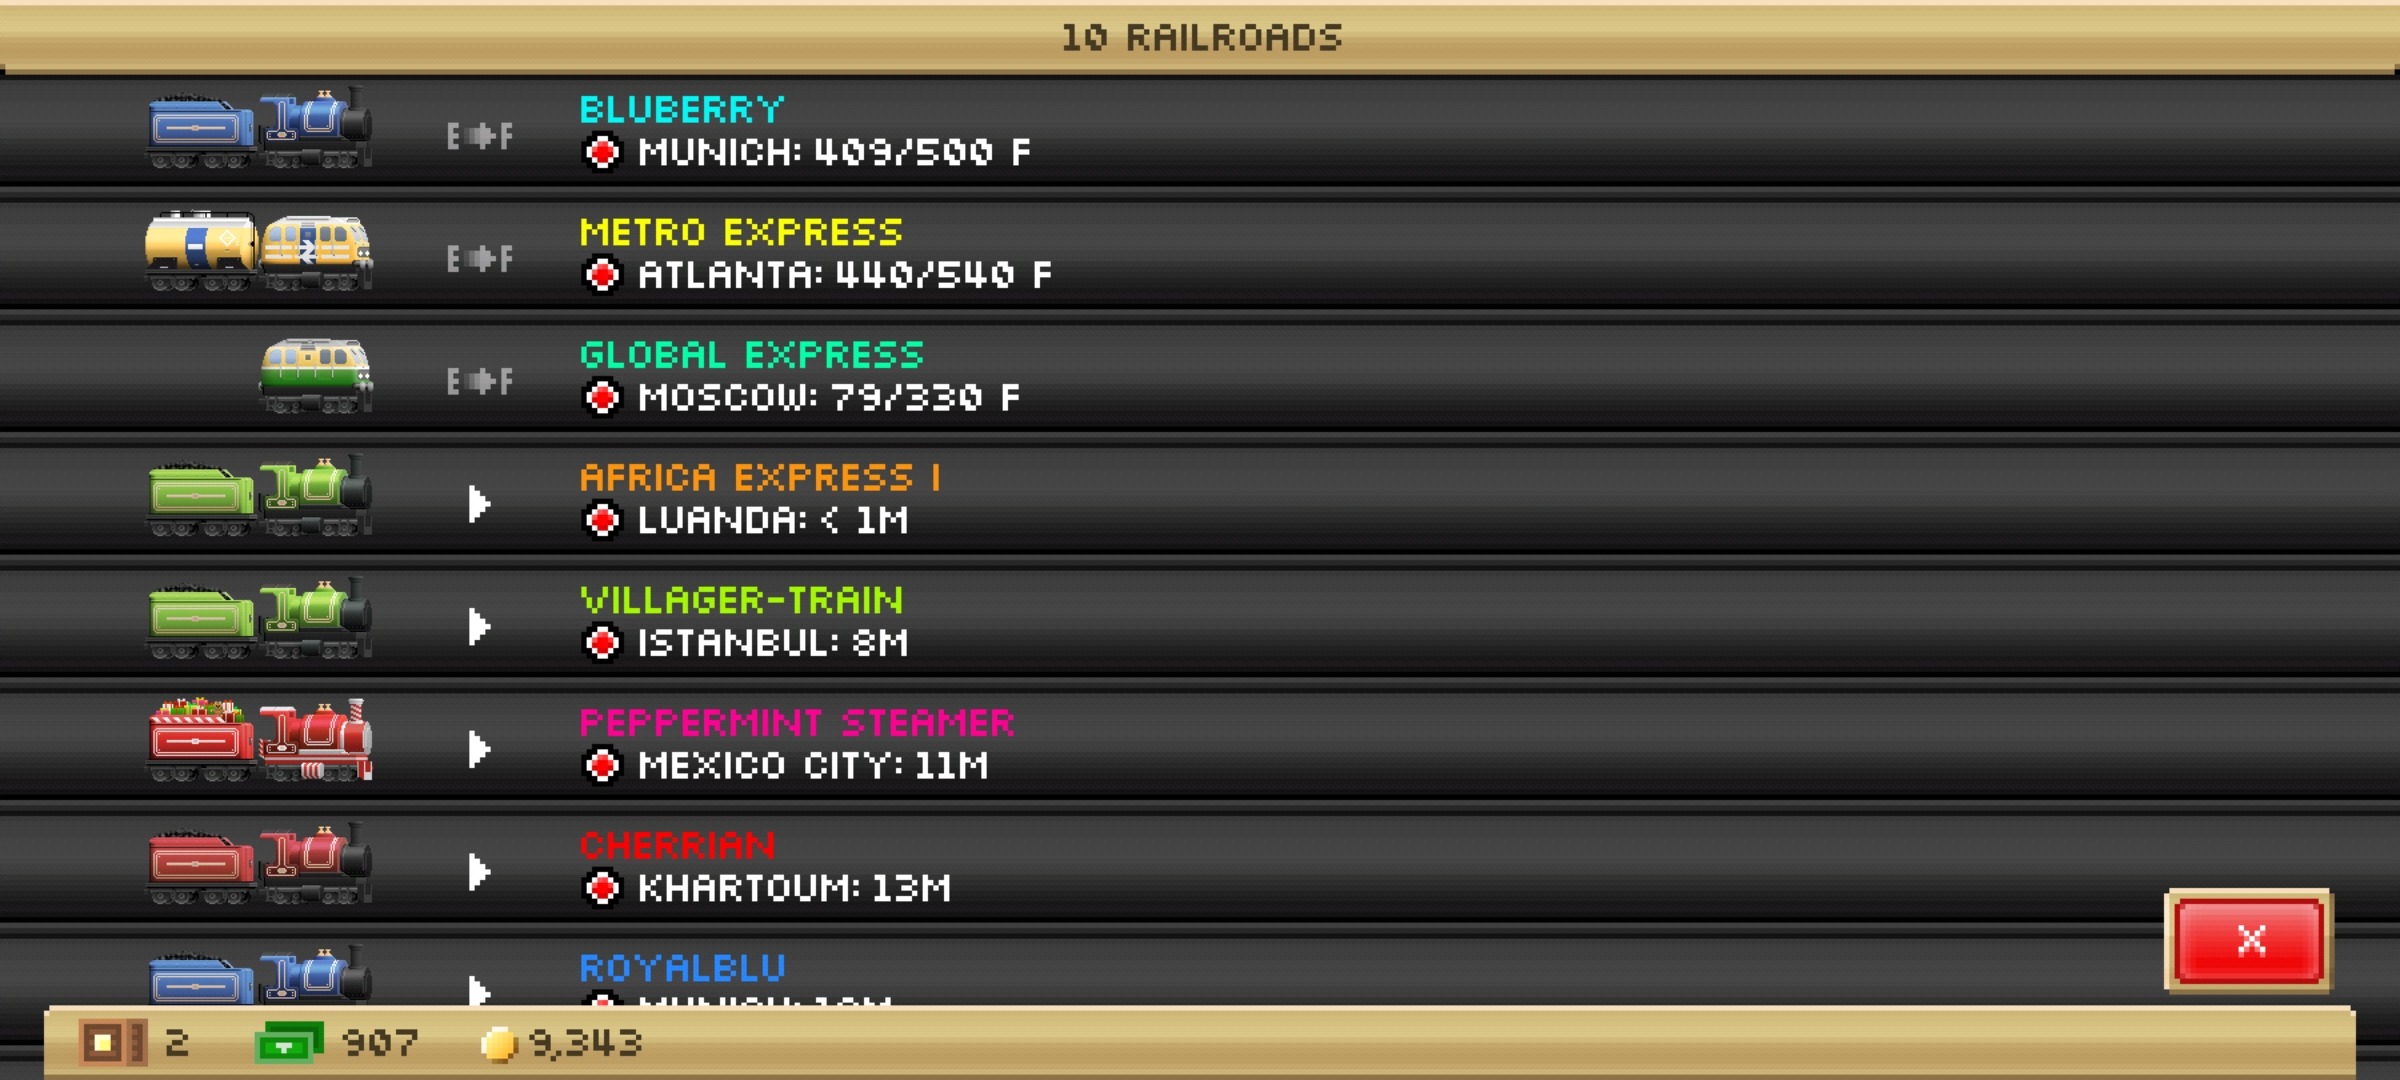 10 RAILROADS
BLUBERRY
E F
MUNICH: 409/500 F
METRO EXPRESS
E F
ATLANTA: 440/540 F
GLOBAL EXPRESS
E F
MOSCOW: 79/330 F
AFRICA EXPRESS I
LUANDA: < 1M
VILLAGER-TRAIN
ISTANBUL: 8M
PEPPERMINT STEAMER
MEXICO CITY: 11M
CHERRIAN
KHARTOUM: 13M
X
ROYALBLU
2 907 9,343